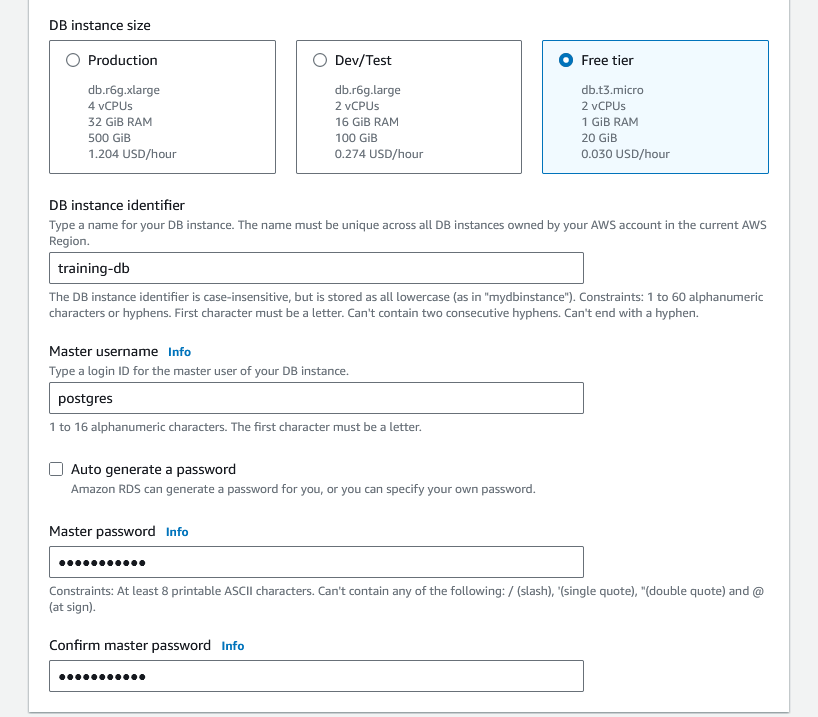 DB instance size
Production
db.r6g.xlarge
4 vCPUs
32 GiB RAM
500 GiB
1.204 USD/hour
Dev/Test
db.r6g.large
2 vCPUs
16 GiB RAM
100 GiB
0.274 USD/hour
Free tier
db.t3.micro
2 vCPUs
1 GiB RAM
20 GiB
0.030 USD/hour
DB instance identifier
Type a name for your DB instance. The name must be unique across all DB instances owned by your AWS account in the current AWS
Region.
training-db
The DB instance identifier is case-insensitive, but is stored as all lowercase (as in "mydbinstance"). Constraints: 1 to 60 alphanumeric
characters or hyphens. First character must be a letter. Can't contain two consecutive hyphens. Can't end with a hyphen.
Master username Info
Type a login ID for the master user of your DB instance.
postgres
1 to 16 alphanumeric characters. The first character must be a letter.
Auto generate a password
Amazon RDS can generate a password for you, or you can specify your own password.
Master password Info
•••••••••••
Constraints: At least 8 printable ASCII characters. Can't contain any of the following: / (slash), '(single quote), "(double quote) and @
(at sign).
Confirm master password Info
•••••••••••